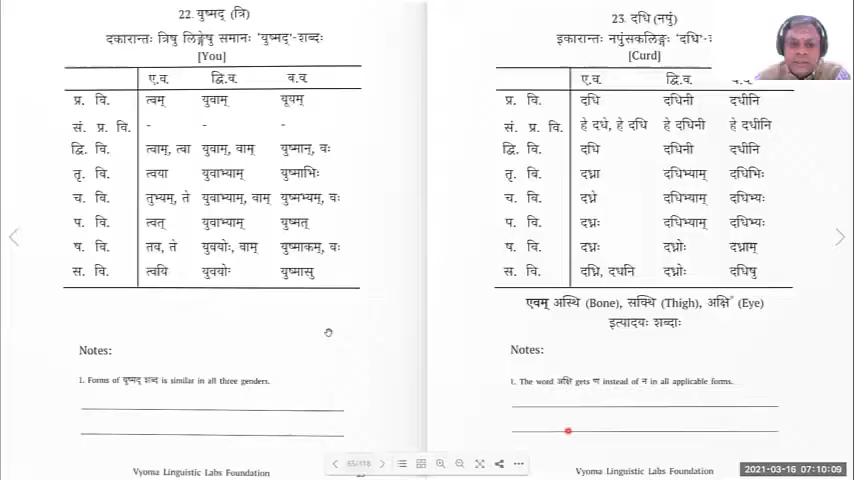 22. युष्मद् (त्रि)
दकारान्तः त्रिषु लिङ्गेषु समानः 'युष्मद्'-शब्दः
[You]
ए.व. द्वि.व. ब.व.
प्र. वि. त्वम् युवाम् यूयम्
सं. प्र. वि. - - -
द्वि. वि. त्वाम्, त्वा युवाम्, वाम् युष्मान्, वः
तृ. वि. त्वया युवाभ्याम् युष्माभिः
च. वि. तुभ्यम्, ते युवाभ्याम्, वाम् युष्मभ्यम्, वः
प. वि. त्वत् युवाभ्याम् युष्मत्
ष. वि. तव, ते युवयोः, वाम् युष्माकम्, वः
स. वि. त्वयि युवयोः युष्मासु
Notes:
1. Forms of युष्मद् शब्द is similar in all three genders.
Vyoma Linguistic Labs Foundation
23. दधि (नपुं)
इकारान्तः नपुंसकलिङ्गः 'दधि'-
[Curd]
ए.व. द्वि.व.
प्र. वि. दधि दधिनी दधीनि
सं. प्र. वि. हे दधे, हे दधि हे दधिनी हे दधीनि
द्वि. वि. दधि दधिनी दधीनि
तृ. वि. दध्ना दधिभ्याम् दधिभिः
च. वि. दध्ने दधिभ्याम् दधिभ्यः
प. वि. दध्नः दधिभ्याम् दधिभ्यः
ष. वि. दध्नः दध्नोः दध्नाम्
स. वि. दध्नि, दधनि दध्नोः दधिषु
एवम् अस्थि (Bone), सक्थि (Thigh), अक्षि (Eye)
इत्यादयः शब्दाः
Notes:
1. The word अक्षि gets ण instead of न in all applicable forms.
Vyoma Linguistic Labs Foundation
65/118
2021-03-16 07:10:09